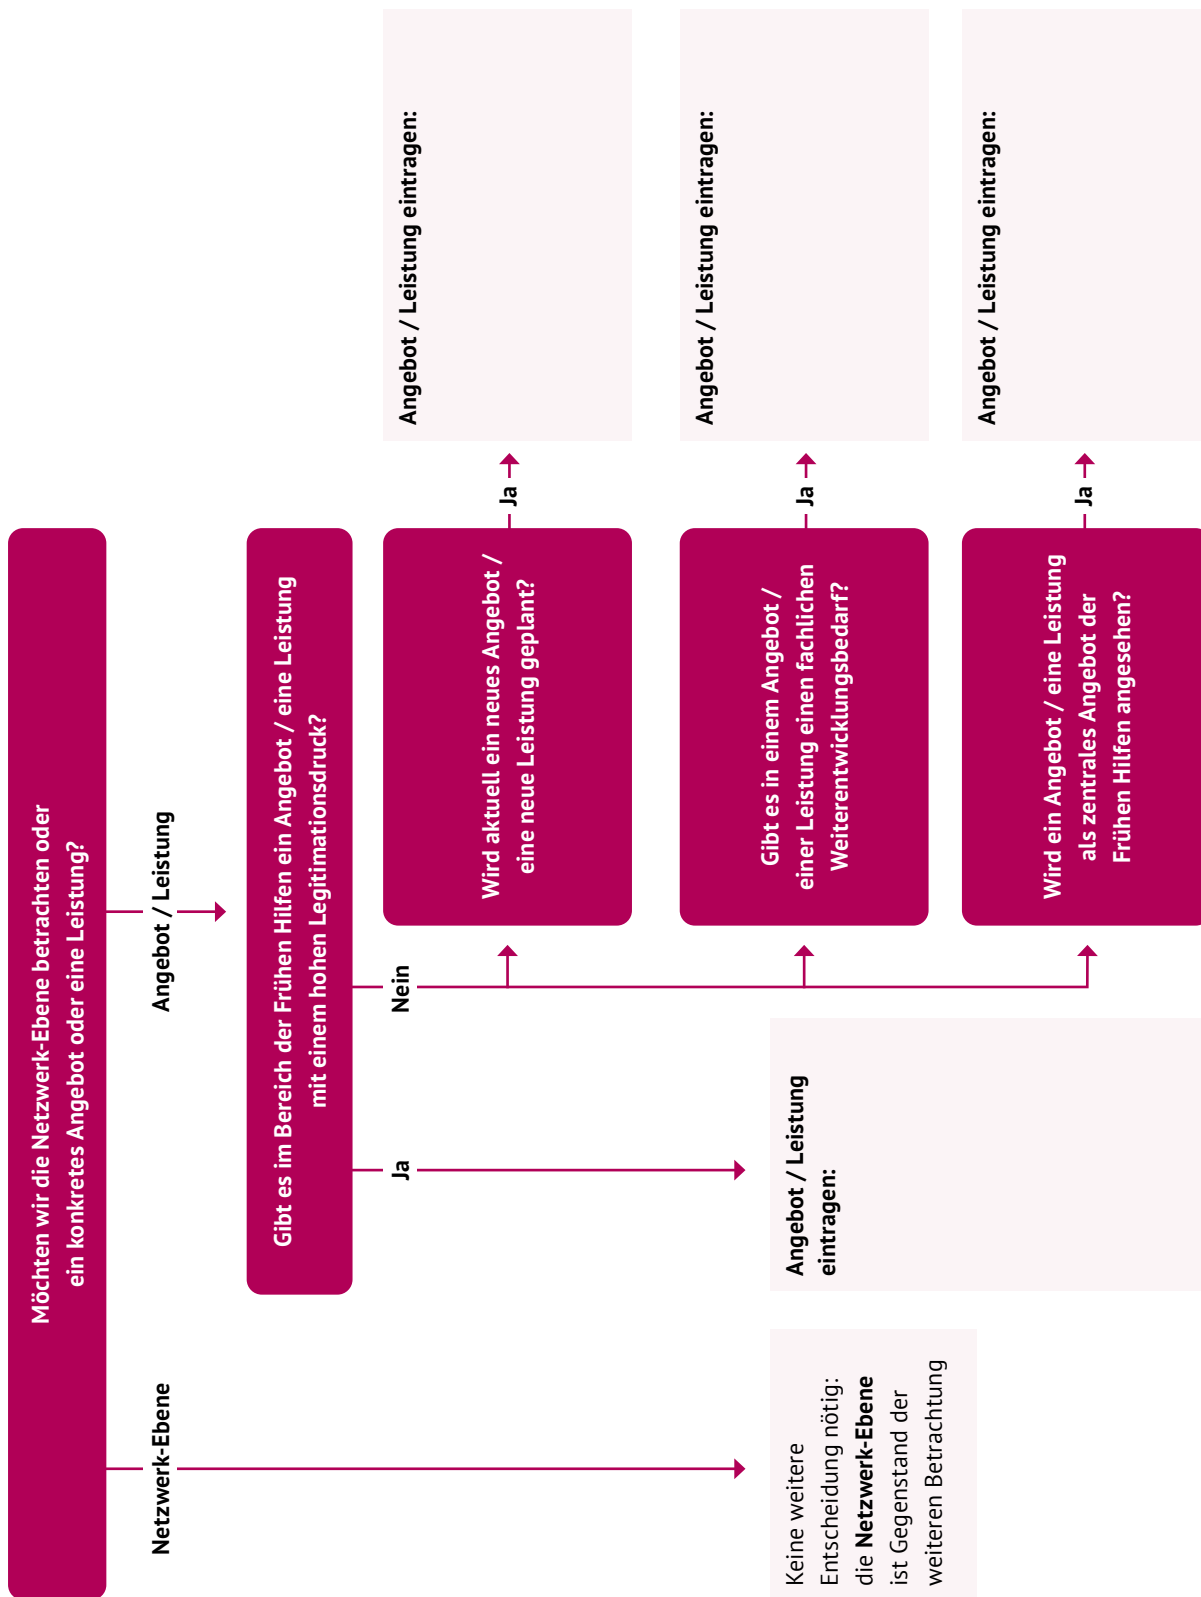 Möchten wir die Netzwerk-Ebene betrachten oder
ein konkretes Angebot oder eine Leistung?
Netzwerk-Ebene
Angebot / Leistung
Gibt es im Bereich der Frühen Hilfen ein Angebot / eine Leistung
mit einem hohen Legitimationsdruck?
Ja
Nein
Keine weitere
Entscheidung nötig:
die Netzwerk-Ebene
ist Gegenstand der
weiteren Betrachtung
Angebot / Leistung
eintragen:
Wird aktuell ein neues Angebot /
eine neue Leistung geplant?
Ja
Angebot / Leistung eintragen:
Gibt es in einem Angebot /
einer Leistung einen fachlichen
Weiterentwicklungsbedarf?
Ja
Angebot / Leistung eintragen:
Wird ein Angebot / eine Leistung
als zentrales Angebot der
Frühen Hilfen angesehen?
Ja
Angebot / Leistung eintragen: